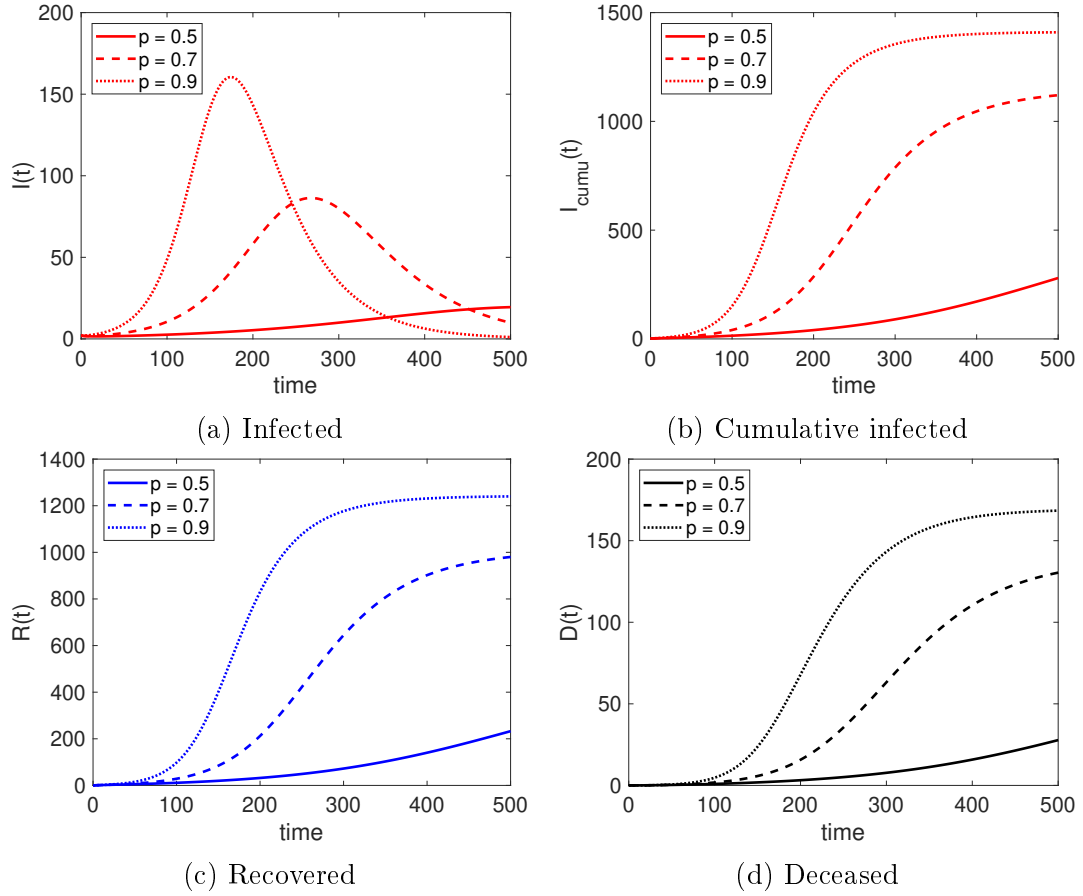 200
150
100
50
0
I(t)
p = 0.5
p = 0.7
p = 0.9
0 100 200 300 400 500
time
(a) Infected
1500
1000
500
0
I_cumu(t)
p = 0.5
p = 0.7
p = 0.9
0 100 200 300 400 500
time
(b) Cumulative infected
1400
1200
1000
800
600
400
200
0
R(t)
p = 0.5
p = 0.7
p = 0.9
0 100 200 300 400 500
time
(c) Recovered
200
150
100
50
0
D(t)
p = 0.5
p = 0.7
p = 0.9
0 100 200 300 400 500
time
(d) Deceased